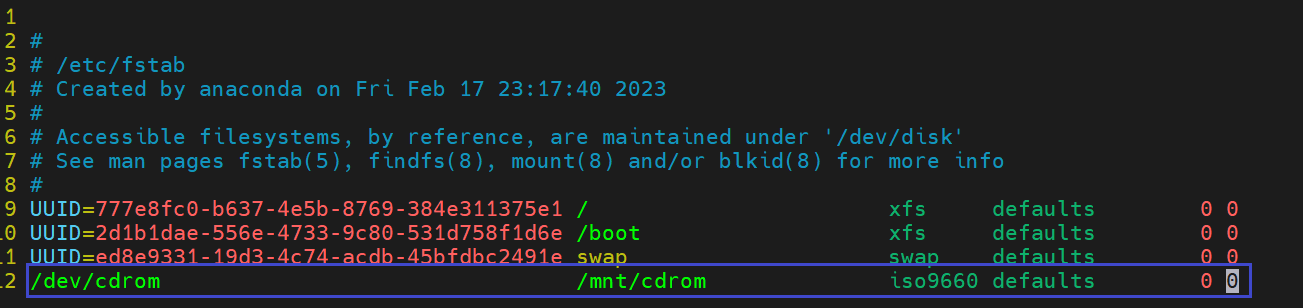 1
2 #
3 # /etc/fstab
4 # Created by anaconda on Fri Feb 17 23:17:40 2023
5 #
6 # Accessible filesystems, by reference, are maintained under '/dev/disk'
7 # See man pages fstab(5), findfs(8), mount(8) and/or blkid(8) for more info
8 #
9 UUID=777e8fc0-b637-4e5b-8769-384e311375e1 / xfs defaults 0 0
10 UUID=2d1b1dae-556e-4733-9c80-531d758f1d6e /boot xfs defaults 0 0
11 UUID=ed8e9331-19d3-4c74-acdb-45bfdbc2491e swap swap defaults 0 0
12 /dev/cdrom /mnt/cdrom iso9660 defaults 0 0